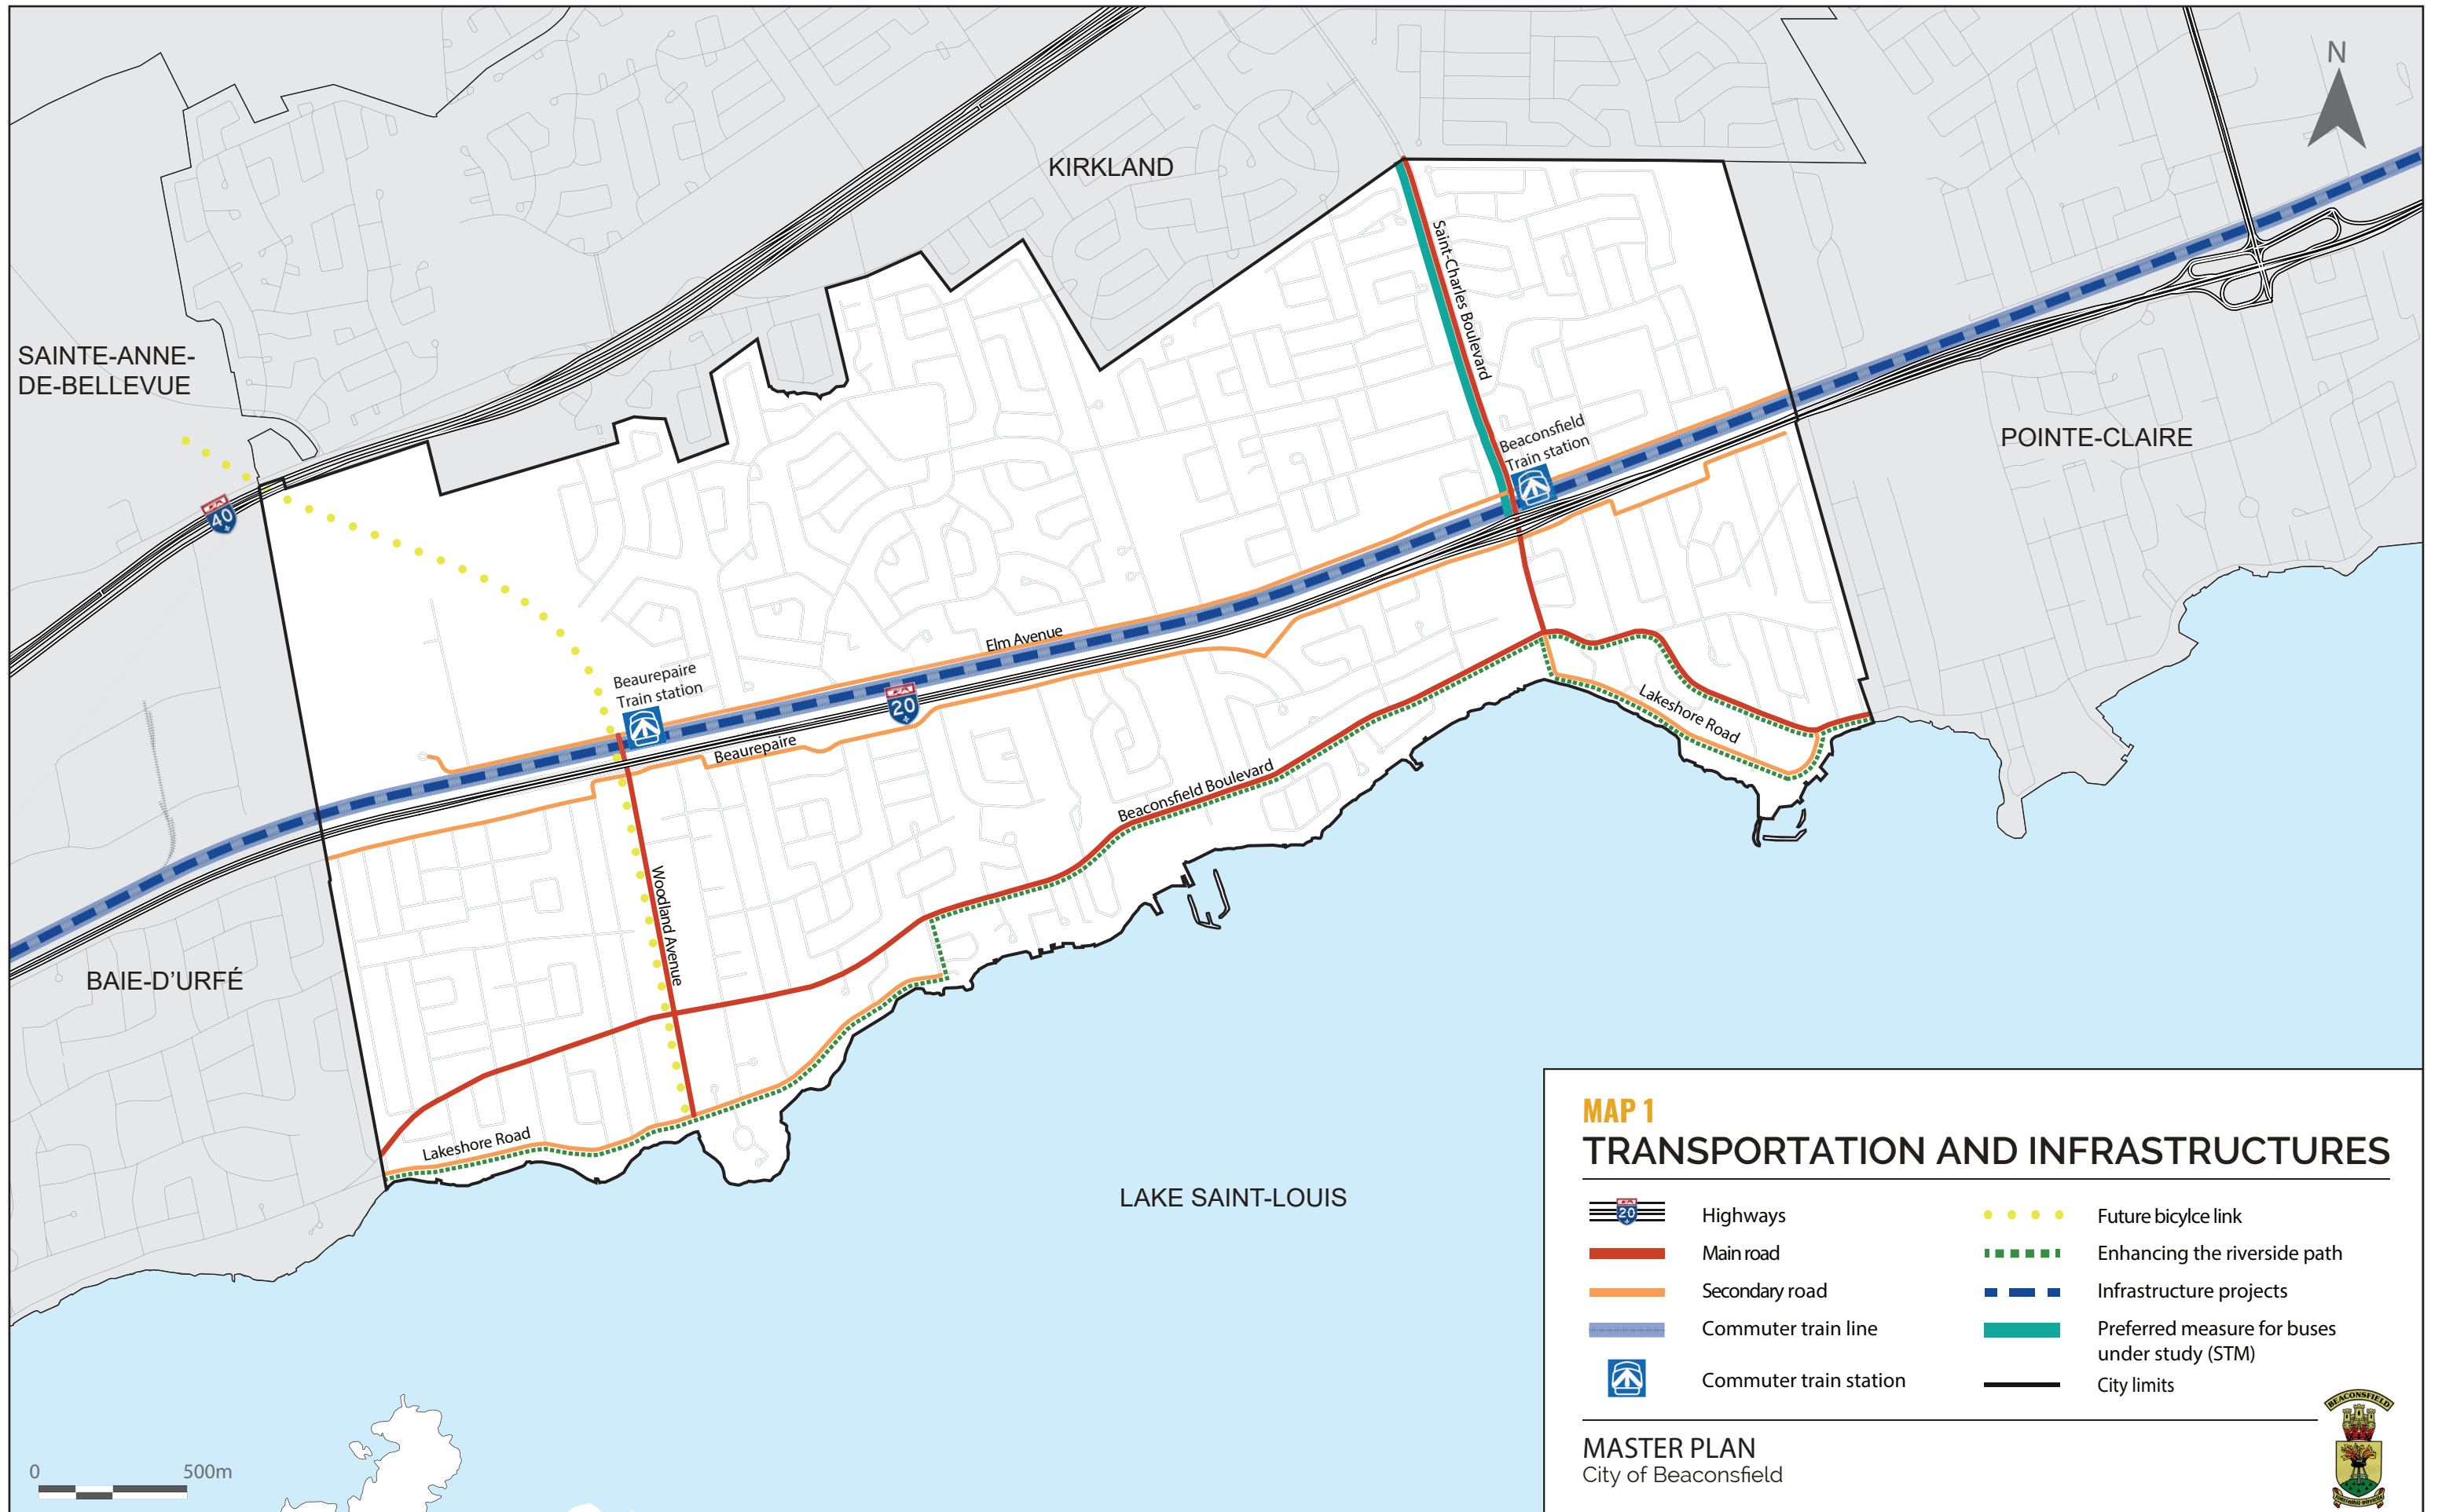 N
KIRKLAND
SAINTE-ANNE-
DE-BELLEVUE
40
Saint-Charles Boulevard
Beaconsfield
Train station
POINTE-CLAIRE
Elm Avenue
Beaurepaire
Train station
20
Beaurepaire
Lakeshore Road
Beaconsfield Boulevard
Woodland Avenue
BAIE-D'URFÉ
Lakeshore Road
LAKE SAINT-LOUIS
0 500m
MAP 1
TRANSPORTATION AND INFRASTRUCTURES
20
Highways
Main road
Secondary road
Commuter train line
Commuter train station
Future bicylce link
Enhancing the riverside path
Infrastructure projects
Preferred measure for buses
under study (STM)
City limits
MASTER PLAN
City of Beaconsfield
BEACONSFIELD